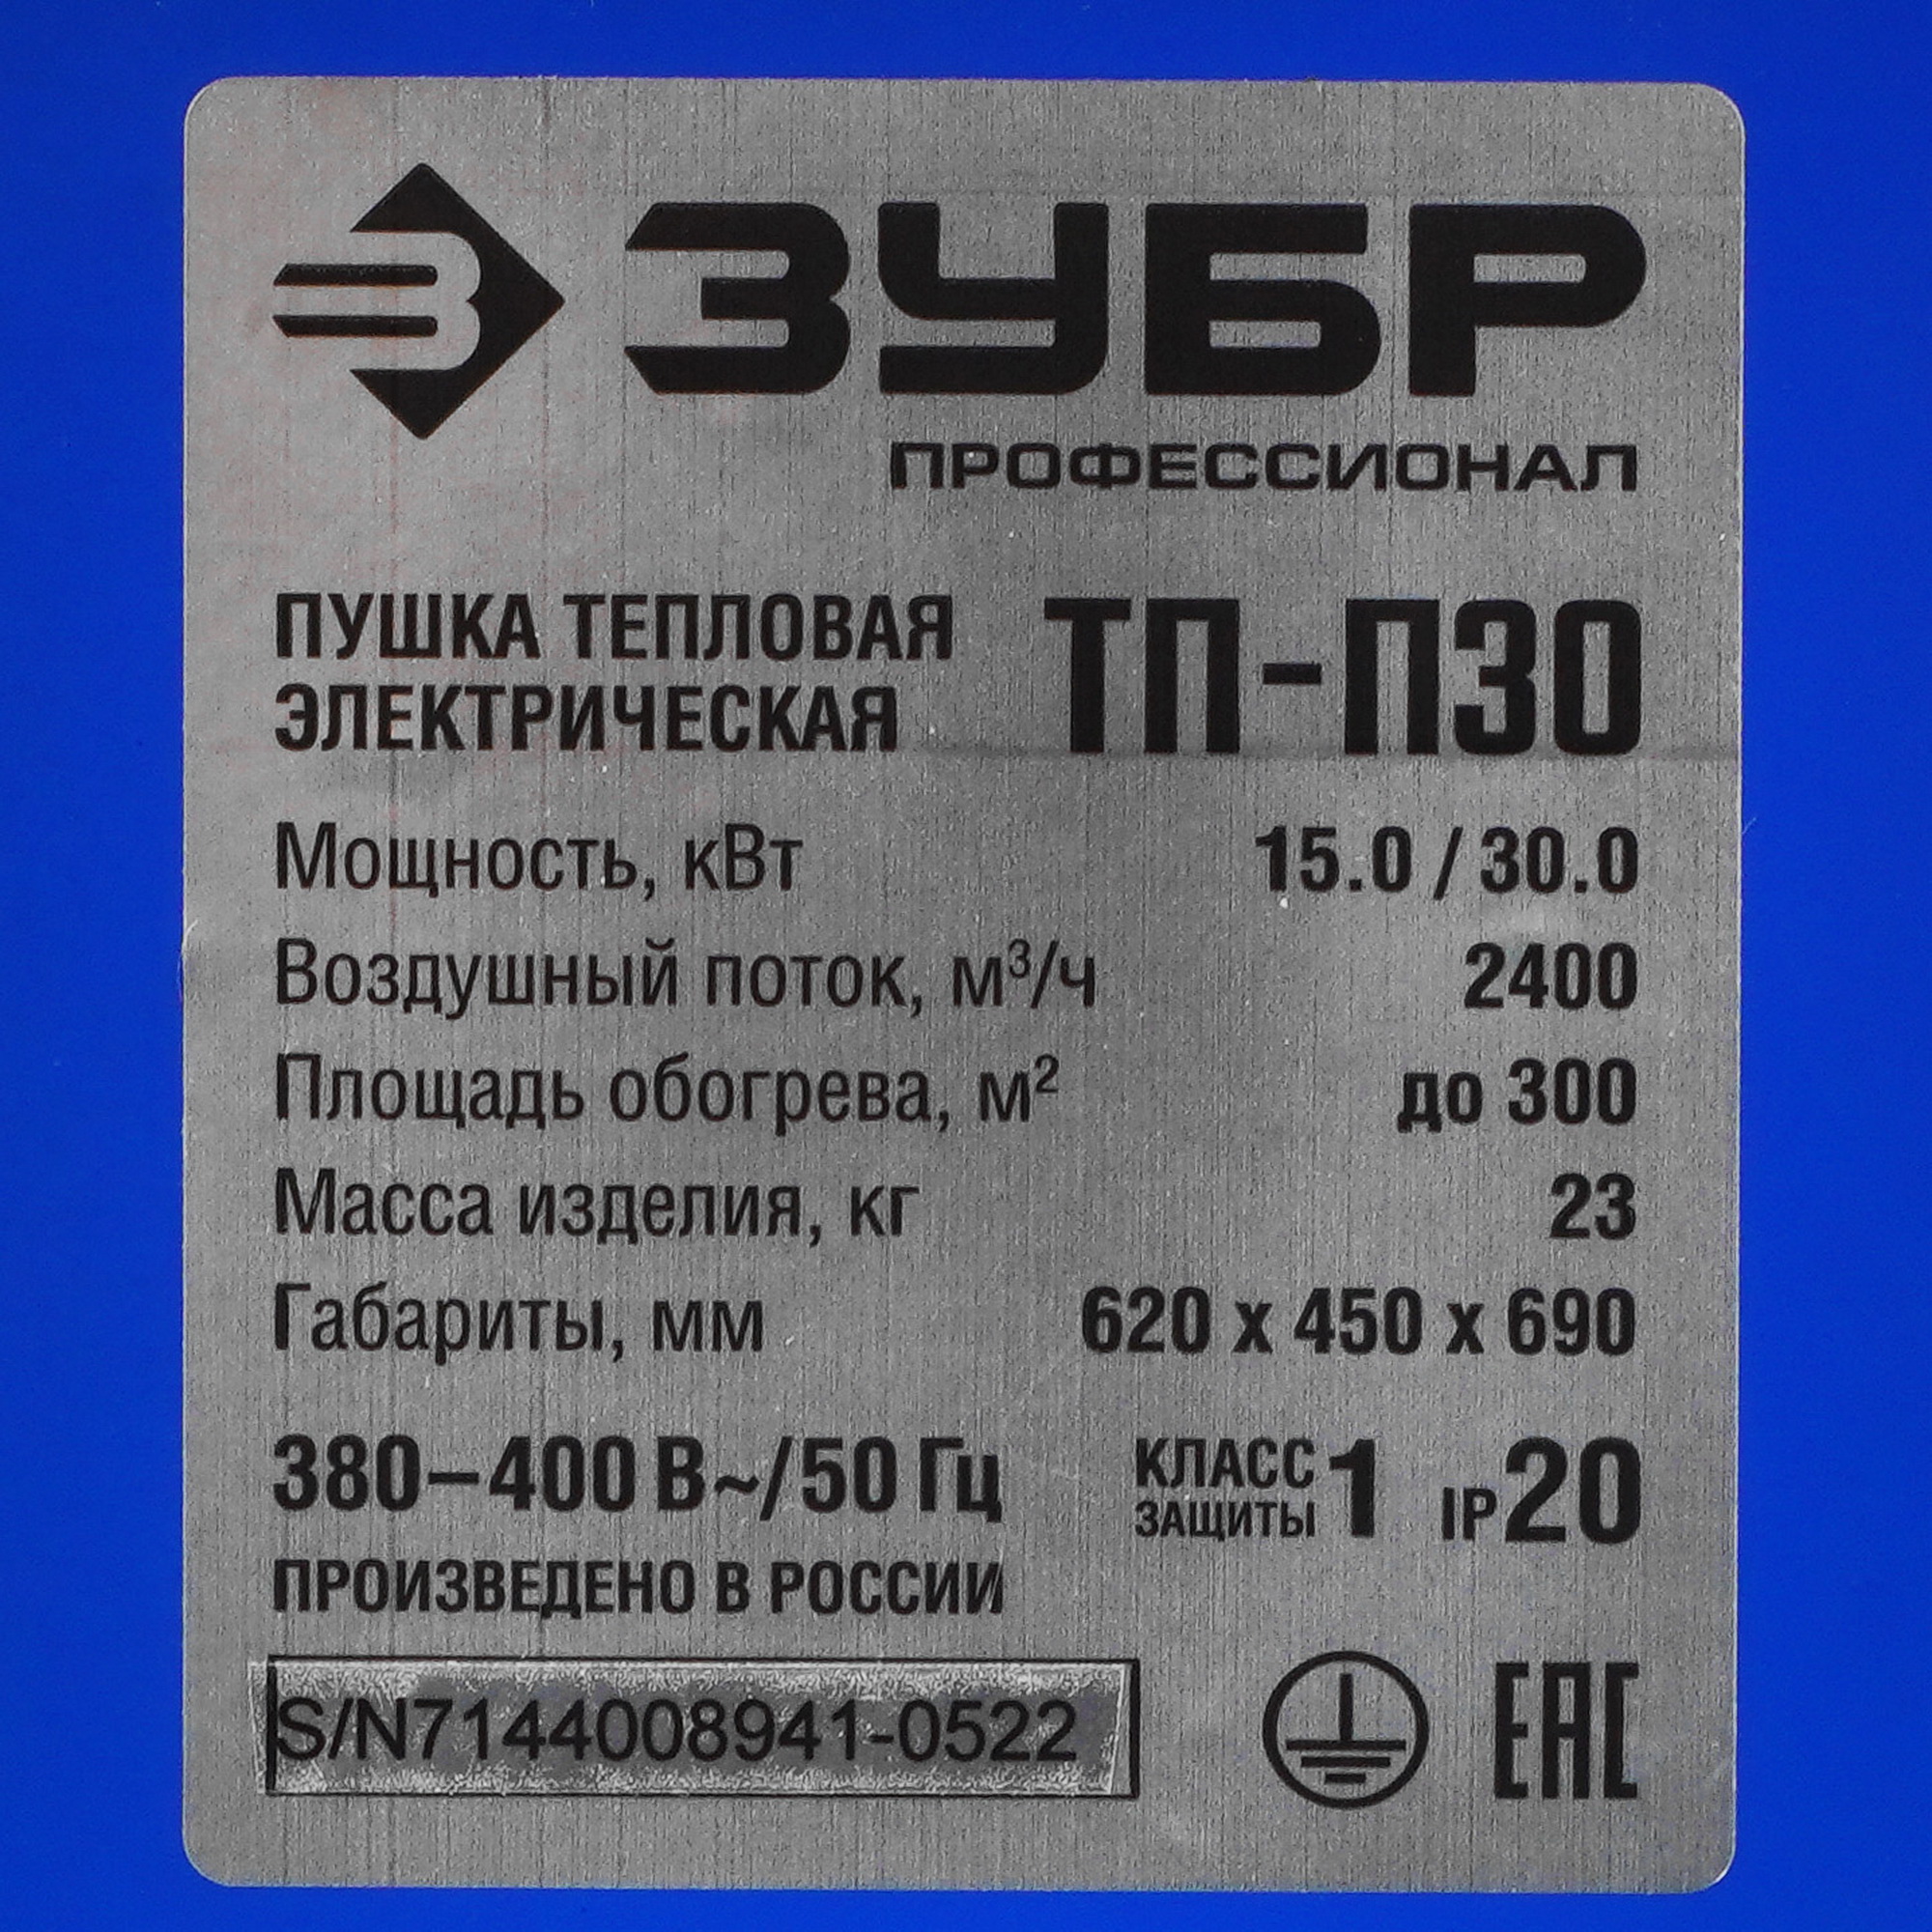 ЗУБР
ПРОФЕССИОНАЛ
ПУШКА ТЕПЛОВАЯ
ЭЛЕКТРИЧЕСКАЯ
ТП-П30
Мощность, кВт 15.0 / 30.0
Воздушный поток, м³/ч 2400
Площадь обогрева, м² до 300
Масса изделия, кг 23
Габариты, мм 620 х 450 х 690
380–400 В~/50 Гц
КЛАСС
ЗАЩИТЫ 1 IP20
ПРОИЗВЕДЕНО В РОССИИ
S/N7144008941-0522
EAC